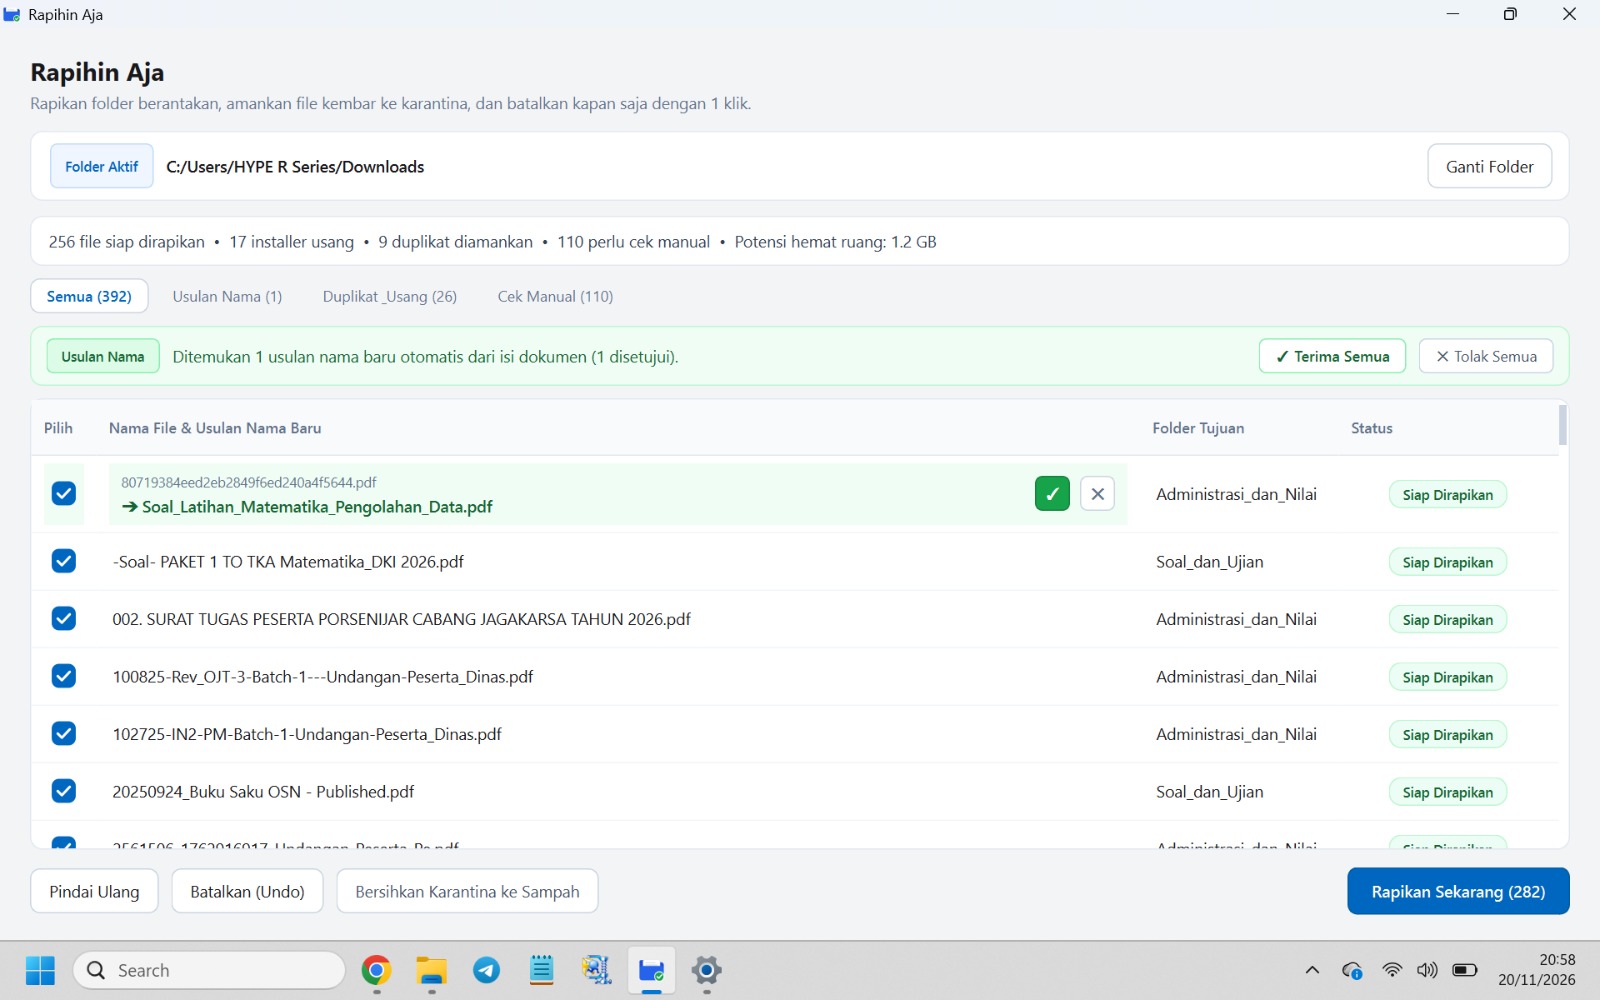 Rapihin Aja
Rapihin Aja
Rapikan folder berantakan, amankan file kembar ke karantina, dan batalkan kapan saja dengan 1 klik.
Folder Aktif C:/Users/HYPE R Series/Downloads Ganti Folder
256 file siap dirapikan • 17 installer usang • 9 duplikat diamankan • 110 perlu cek manual • Potensi hemat ruang: 1.2 GB
Semua (392) Usulan Nama (1) Duplikat _Usang (26) Cek Manual (110)
Usulan Nama Ditemukan 1 usulan nama baru otomatis dari isi dokumen (1 disetujui). ✓ Terima Semua ✕ Tolak Semua
Pilih Nama File & Usulan Nama Baru Folder Tujuan Status
80719384eed2eb2849f6ed240a4f5644.pdf
➔ Soal_Latihan_Matematika_Pengolahan_Data.pdf ✓ ✕ Administrasi_dan_Nilai Siap Dirapikan
-Soal- PAKET 1 TO TKA Matematika_DKI 2026.pdf Soal_dan_Ujian Siap Dirapikan
002. SURAT TUGAS PESERTA PORSENIJAR CABANG JAGAKARSA TAHUN 2026.pdf Administrasi_dan_Nilai Siap Dirapikan
100825-Rev_OJT-3-Batch-1---Undangan-Peserta_Dinas.pdf Administrasi_dan_Nilai Siap Dirapikan
102725-IN2-PM-Batch-1-Undangan-Peserta_Dinas.pdf Administrasi_dan_Nilai Siap Dirapikan
20250924_Buku Saku OSN - Published.pdf Soal_dan_Ujian Siap Dirapikan
Administrasi_dan_Nilai Siap Dirapikan
Pindai Ulang Batalkan (Undo) Bersihkan Karantina ke Sampah Rapikan Sekarang (282)
Search
20:58
20/11/2026